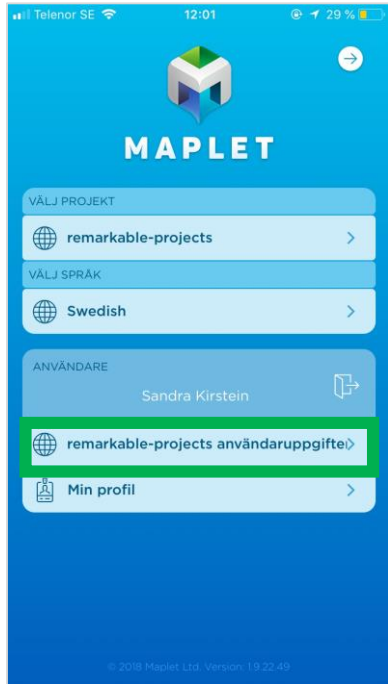 Telenor SE 12:01 29 %
MAPLET
VÄLJ PROJEKT
remarkable-projects
VÄLJ SPRÅK
Swedish
ANVÄNDARE
Sandra Kirstein
remarkable-projects användaruppgifter
Min profil
© 2018 Maplet Ltd. Version: 1.9.22.49